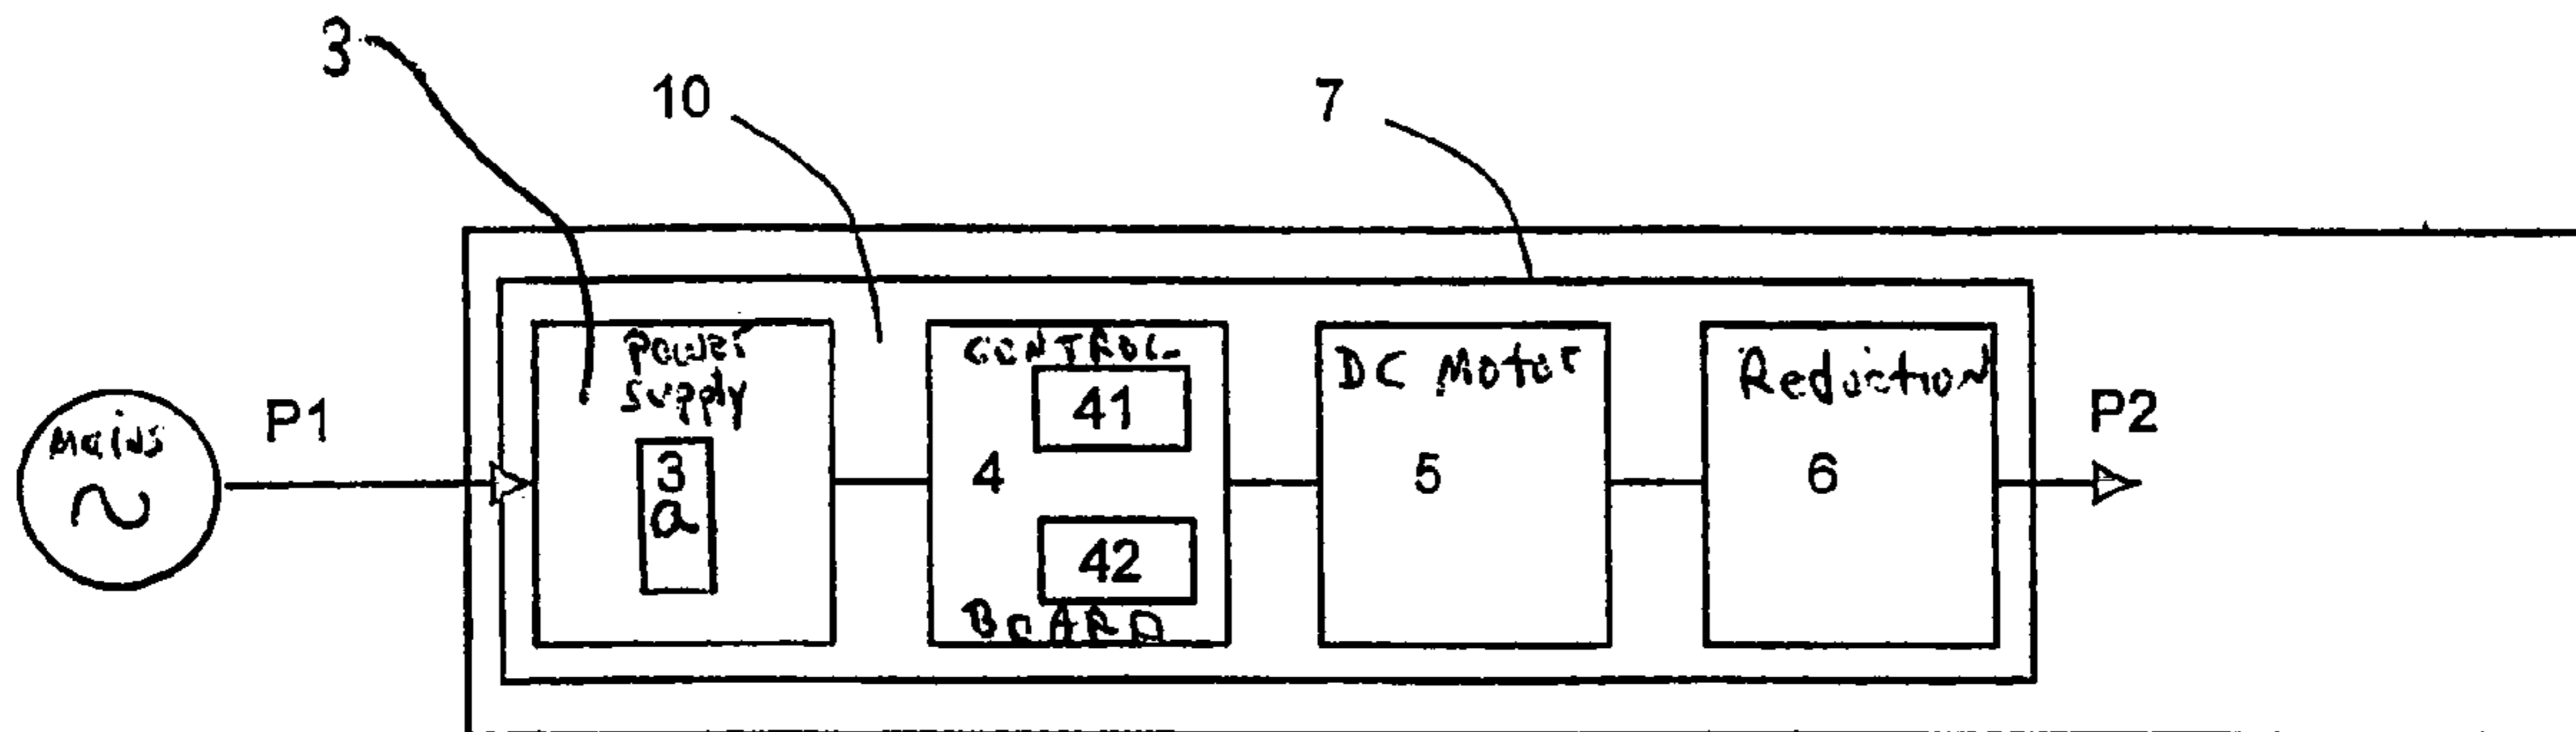 3
10
7
Mains
P1
Power
supply
3
a
CONTROL
41
4
42
BOARD
DC Motor
5
Reduction
6
P2